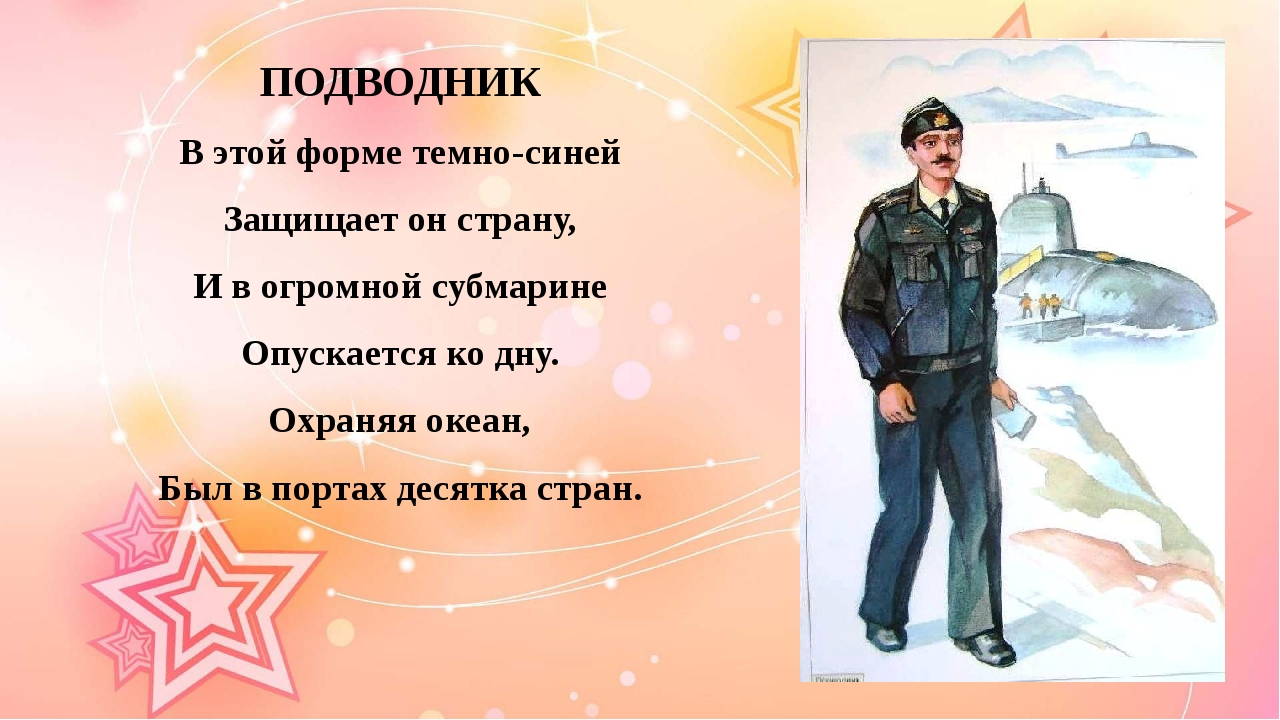 ПОДВОДНИК
В этой форме темно-синей
Защищает он страну,
И в огромной субмарине
Опускается ко дну.
Охраняя океан,
Был в портах десятка стран.
Подводник